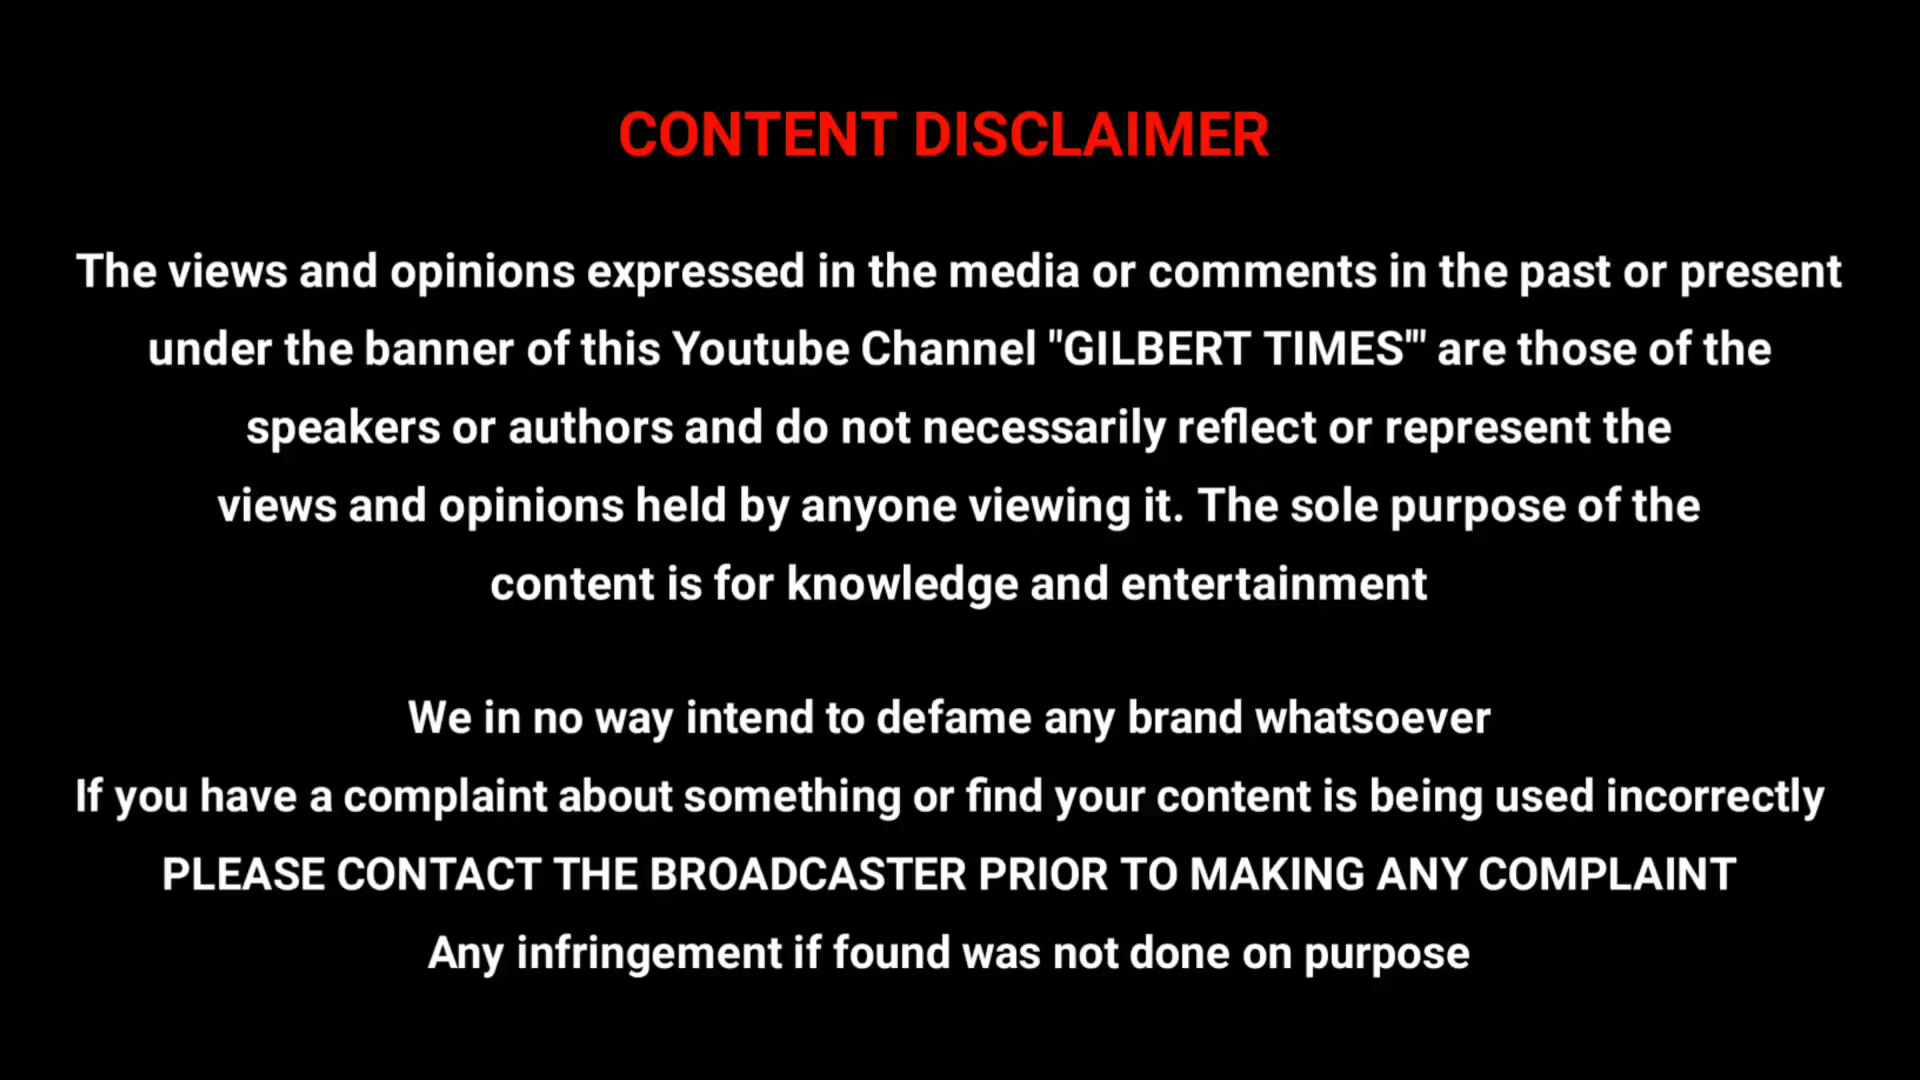 CONTENT DISCLAIMER
The views and opinions expressed in the media or comments in the past or present
under the banner of this Youtube Channel "GILBERT TIMES"' are those of the
speakers or authors and do not necessarily reflect or represent the
views and opinions held by anyone viewing it. The sole purpose of the
content is for knowledge and entertainment
We in no way intend to defame any brand whatsoever
If you have a complaint about something or find your content is being used incorrectly
PLEASE CONTACT THE BROADCASTER PRIOR TO MAKING ANY COMPLAINT
Any infringement if found was not done on purpose